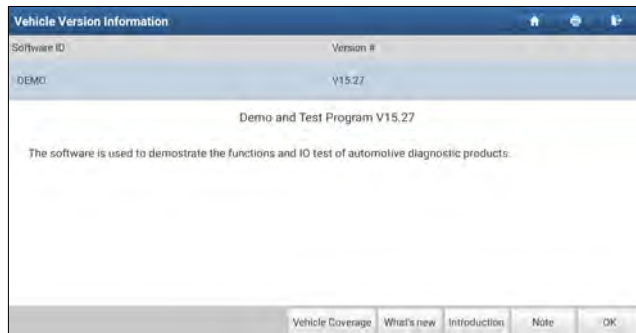 Vehicle Version Information
Software ID Version #
DEMO V15.27
Demo and Test Program V15.27
The software is used to demostrate the functions and IO test of automotive diagnostic products.
Vehicle Coverage What's new Introduction Note OK